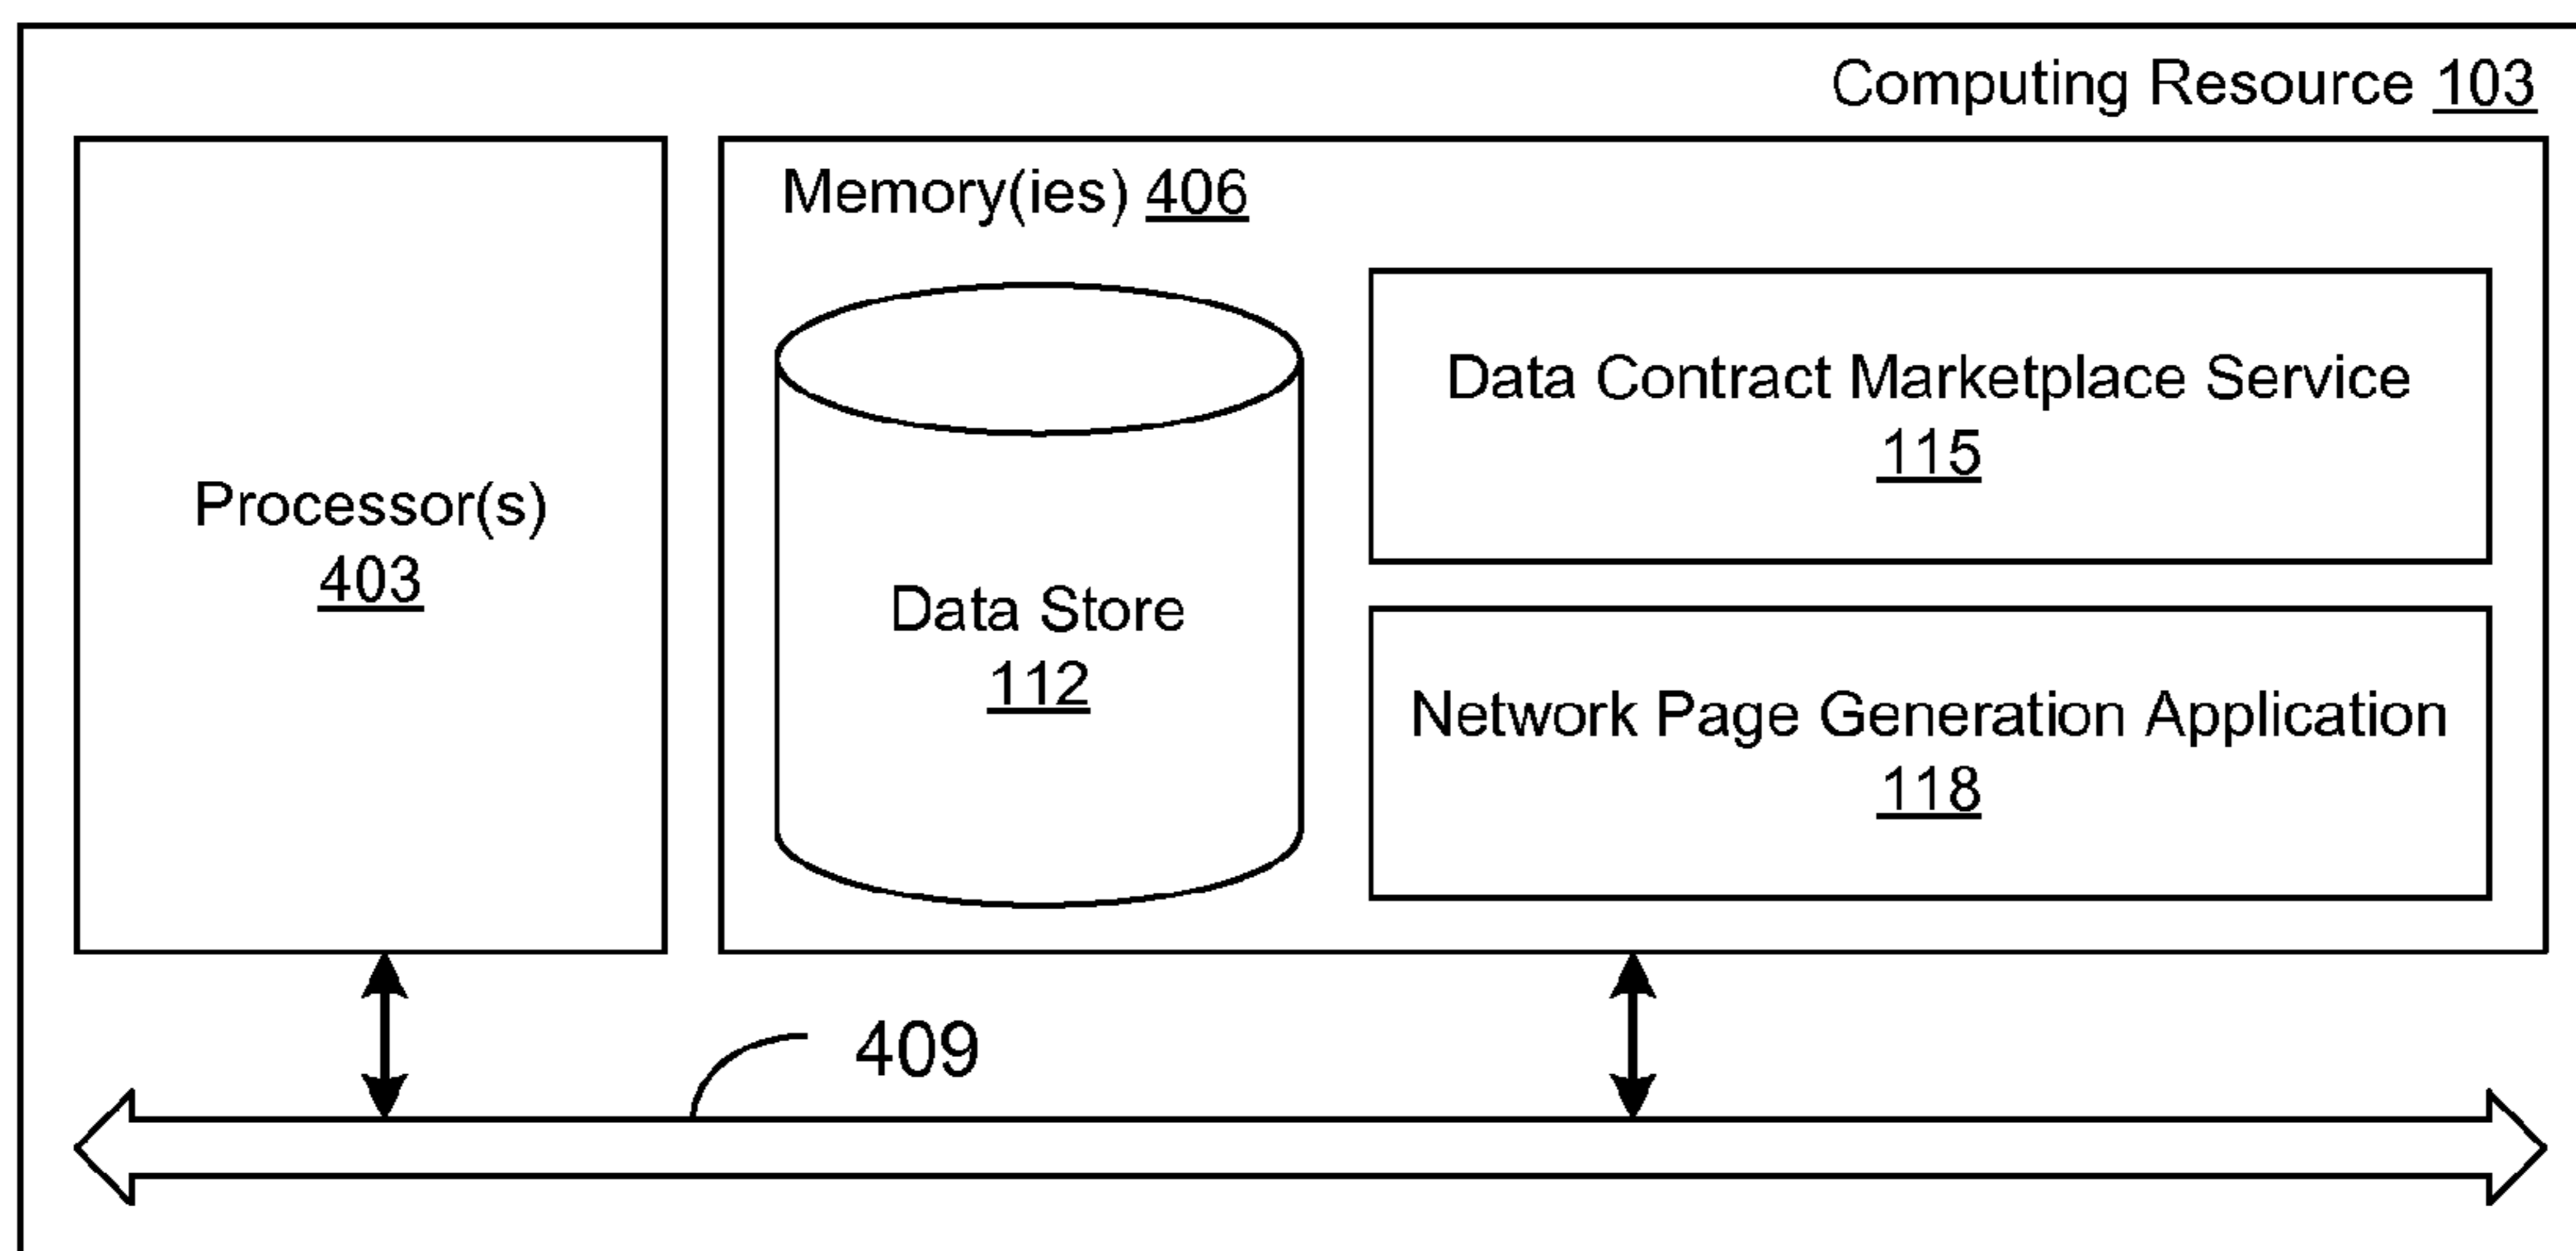 Computing Resource 103
Memory(ies) 406
Processor(s)
403
Data Store
112
Data Contract Marketplace Service
115
Network Page Generation Application
118
409